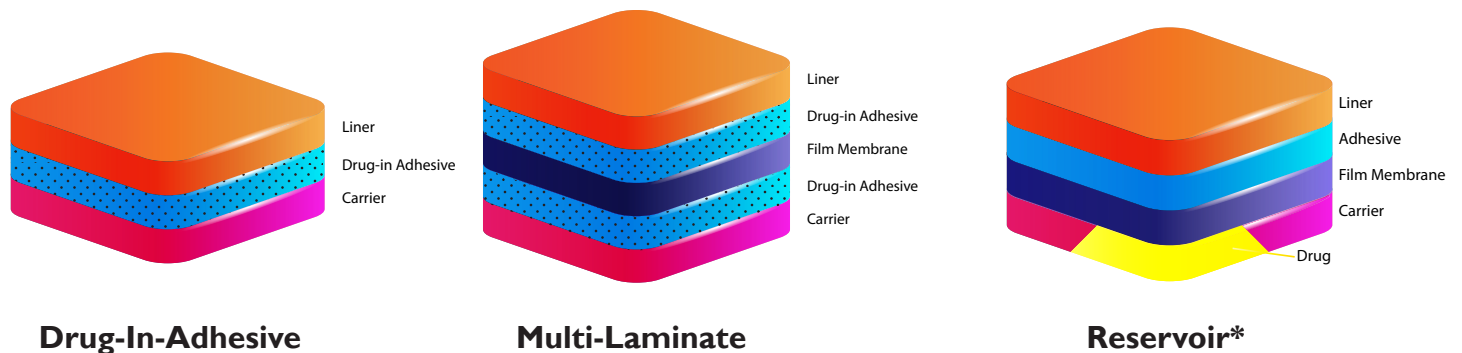 Liner
Drug-in Adhesive
Carrier
Drug-In-Adhesive
Liner
Drug-in Adhesive
Film Membrane
Drug-in Adhesive
Carrier
Multi-Laminate
Liner
Adhesive
Film Membrane
Carrier
Drug
Reservoir*